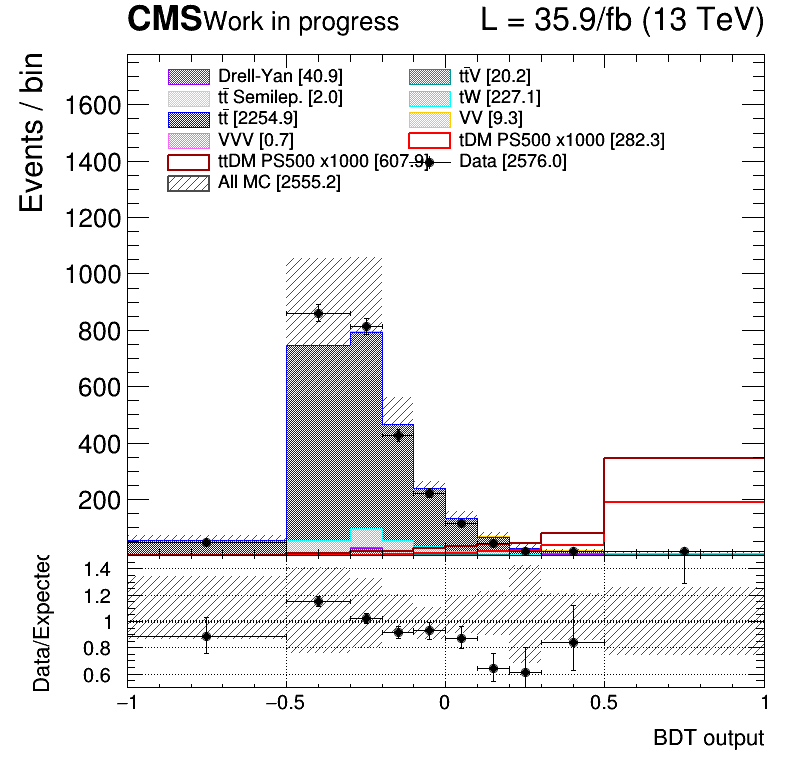 CMS Work in progress L = 35.9/fb (13 TeV)
Events / bin
Drell-Yan [40.9] tt̄V [20.2]
tt̄ Semilep. [2.0] tW [227.1]
tt̄ [2254.9] VV [9.3]
VVV [0.7] tDM PS500 x1000 [282.3]
ttDM PS500 x1000 [607.9] Data [2576.0]
All MC [2555.2]
1600
1400
1200
1000
800
600
400
200
Data/Expected
1.4
1.2
1
0.8
0.6
−1 −0.5 0 0.5 1
BDT output